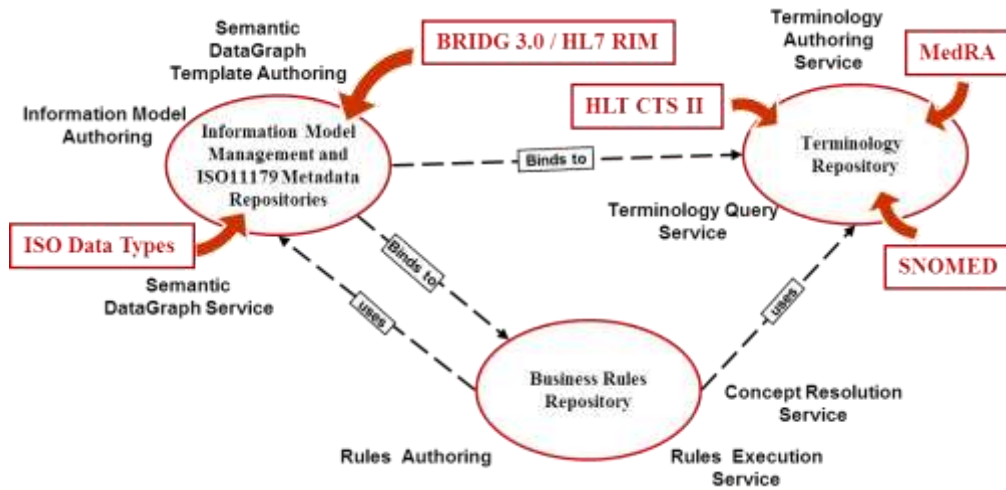 Semantic
DataGraph
Template Authoring
BRIDG 3.0 / HL7 RIM
Terminology
Authoring
Service
MedRA
HLT CTS II
Information Model
Authoring
Information Model
Management and
ISO11179 Metadata
Repositories
Binds to
Terminology
Repository
Terminology Query
Service
ISO Data Types
Binds to
SNOMED
Semantic
DataGraph Service
uses
uses
Business Rules
Repository
Concept Resolution
Service
Rules Authoring
Rules Execution
Service